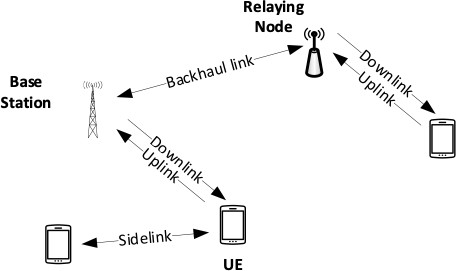 Relaying
Node
Base
Station
Backhaul link
Downlink
Uplink
Downlink
Uplink
Sidelink
UE